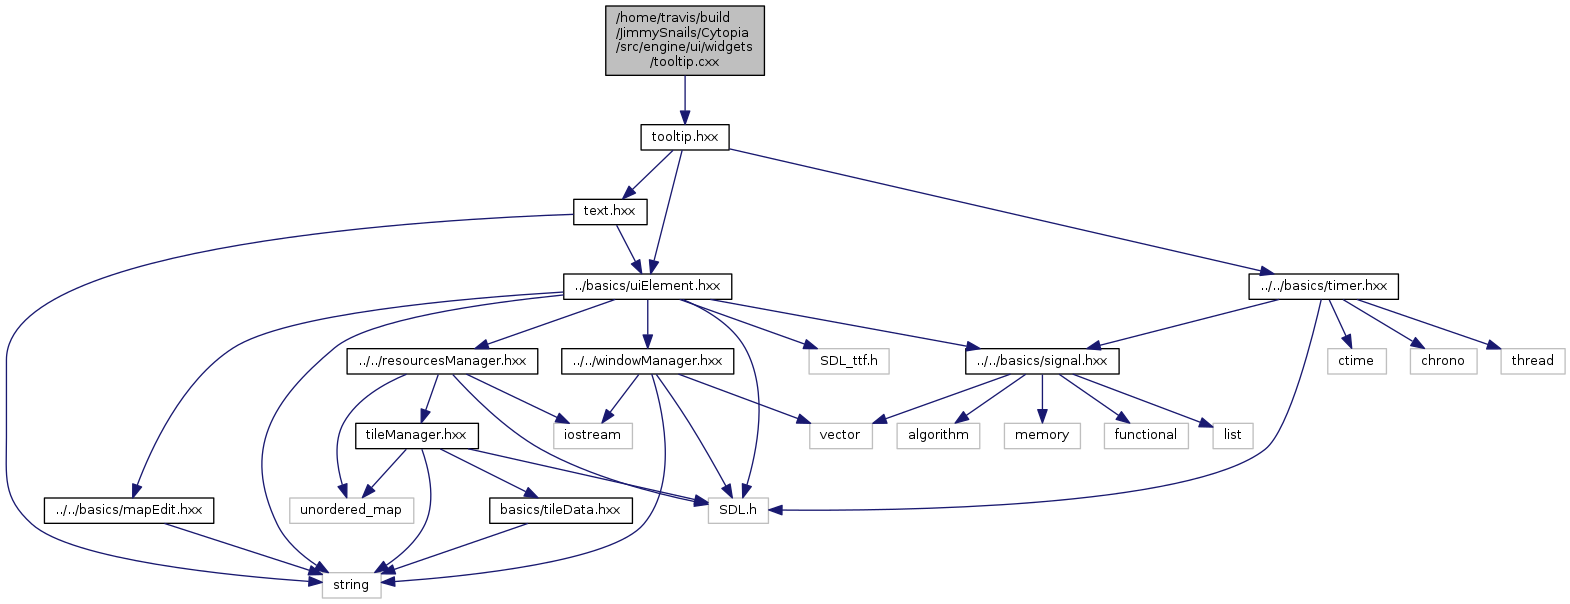 /home/travis/build
/JimmySnails/Cytopia
/src/engine/ui/widgets
/tooltip.cxx
tooltip.hxx
text.hxx
../basics/uiElement.hxx
../../basics/timer.hxx
../../resourcesManager.hxx
../../windowManager.hxx
SDL_ttf.h
../../basics/signal.hxx
ctime
chrono
thread
tileManager.hxx
iostream
vector
algorithm
memory
functional
list
../../basics/mapEdit.hxx
unordered_map
basics/tileData.hxx
SDL.h
string